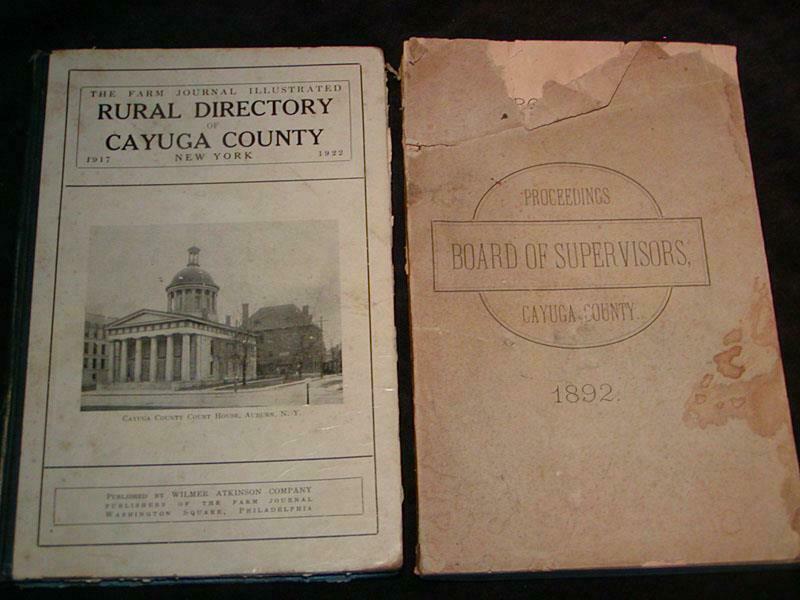 THE FARM JOURNAL ILLUSTRATED
RURAL DIRECTORY
OF
CAYUGA COUNTY
1917 NEW YORK 1922
CAYUGA COUNTY COURT HOUSE, AUBURN, N. Y.
PUBLISHED BY WILMER ATKINSON COMPANY
PUBLISHERS OF THE FARM JOURNAL
WASHINGTON SQUARE, PHILADELPHIA
PROCEEDINGS
BOARD OF SUPERVISORS,
CAYUGA COUNTY.
1892.